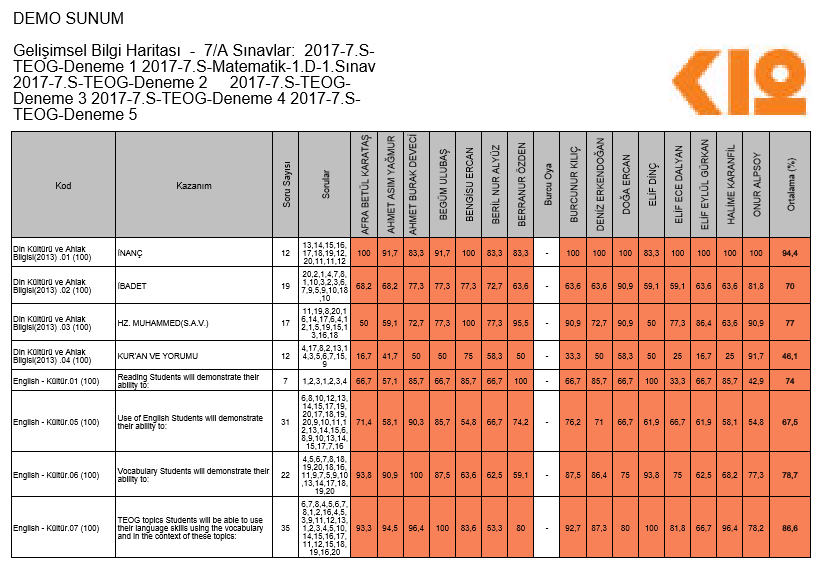 DEMO SUNUM
Gelişimsel Bilgi Haritası - 7/A Sınavlar: 2017-7.S-
TEOG-Deneme 1 2017-7.S-Matematik-1.D-1.Sınav
2017-7.S-TEOG-Deneme 2 2017-7.S-TEOG-
Deneme 3 2017-7.S-TEOG-Deneme 4 2017-7.S-
TEOG-Deneme 5
Kod Kazanım Soru Sayısı Sorular AFRA BETÜL KARATAŞ AHMET ASIM YAĞMUR AHMET BURAK DEVECİ BEGÜM ULUBAŞ BENGİSU ERCAN BERİL NUR ALYÜZ BERRANUR ÖZDEN Burcu Oya BURCUNUR KILIÇ DENİZ ERKENDOĞAN DOĞA ERCAN ELİF DİNÇ ELİF ECE DALYAN ELİF EYLÜL GÜRKAN HALİME KARANFİL ONUR ALPSOY Ortalama (%)
Din Kültürü ve Ahlak
Bilgisi(2013) .01 (100)
İNANÇ
12
13,14,15,16,
17,18,19,12,
20,11,11,12
100 91,7 83,3 91,7 100 83,3 83,3 - 100 100 100 83,3 100 100 100 100 94,4
Din Kültürü ve Ahlak
Bilgisi(2013) .02 (100)
İBADET
19
20,2,1,4,7,8,
1,10,3,2,3,6,
7,9,5,9,10,18
,10
68,2 68,2 77,3 77,3 77,3 72,7 63,6 - 63,6 63,6 90,9 59,1 59,1 63,6 63,6 81,8 70
Din Kültürü ve Ahlak
Bilgisi(2013) .03 (100)
HZ. MUHAMMED(S.A.V.)
17
11,19,8,20,1
6,14,17,6,4,1
2,1,5,19,15,1
3,16,18
50 59,1 72,7 77,3 100 77,3 95,5 - 90,9 72,7 90,9 50 77,3 86,4 63,6 90,9 77
Din Kültürü ve Ahlak
Bilgisi(2013) .04 (100)
KUR'AN VE YORUMU
12
4,17,8,2,13,1
4,3,5,6,7,15,
9
16,7 41,7 50 50 75 58,3 50 - 33,3 50 58,3 50 25 16,7 25 91,7 46,1
English - Kültür.01 (100)
Reading Students will demonstrate their
ability to:
7
1,2,3,1,2,3,4
66,7 57,1 85,7 66,7 85,7 66,7 100 - 66,7 85,7 66,7 100 33,3 66,7 85,7 42,9 74
English - Kültür.05 (100)
Use of English Students will demonstrate
their ability to:
31
6,8,10,12,13,
14,15,17,19,
20,17,18,19,
20,9,10,11,1
2,13,14,15,6
,8,9,10,13,14
,15,17,7,16
71,4 58,1 90,3 85,7 54,8 66,7 74,2 - 76,2 71 66,7 61,9 66,7 61,9 58,1 54,8 67,5
English - Kültür.06 (100)
Vocabulary Students will demonstrate their
ability to:
22
4,5,6,7,8,18,
19,20,18,16,
11,9,7,5,9,10
,13,14,17,18
,19,20
93,8 90,9 100 87,5 63,6 62,5 59,1 - 87,5 86,4 75 93,8 75 62,5 68,2 77,3 78,7
English - Kültür.07 (100)
TEOG topics Students will be able to use
their language skills using the vocabulary
and in the context of these topics:
35
6,7,8,4,5,6,7,
8,1,2,16,4,5,
3,9,11,12,13,
1,2,3,4,5,10,
14,15,16,17,
11,12,15,18,
19,16,20
93,3 94,5 96,4 100 83,6 53,3 80 - 92,7 87,3 80 100 81,8 66,7 96,4 78,2 86,6